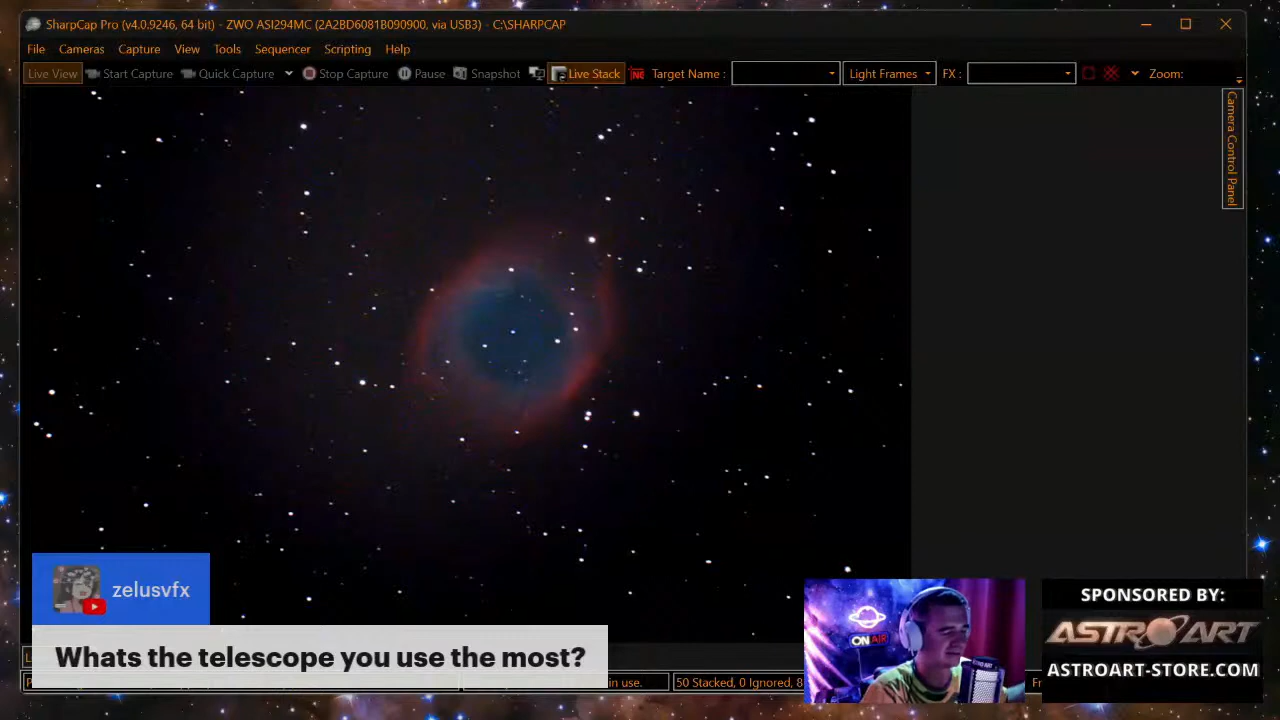 SharpCap Pro (v4.0.9246, 64 bit) - ZWO ASI294MC (2A2BD6081B090900, via USB3) - C:\SHARPCAP
File Cameras Capture View Tools Sequencer Scripting Help
Live View Start Capture Quick Capture Stop Capture Pause Snapshot Live Stack Target Name : Light Frames FX : Zoom:
Camera Control Panel
zelusvfx
Whats the telescope you use the most?
in use. 50 Stacked, 0 Ignored, 8
ON AIR
SPONSORED BY:
ASTROART
ASTROART-STORE.COM